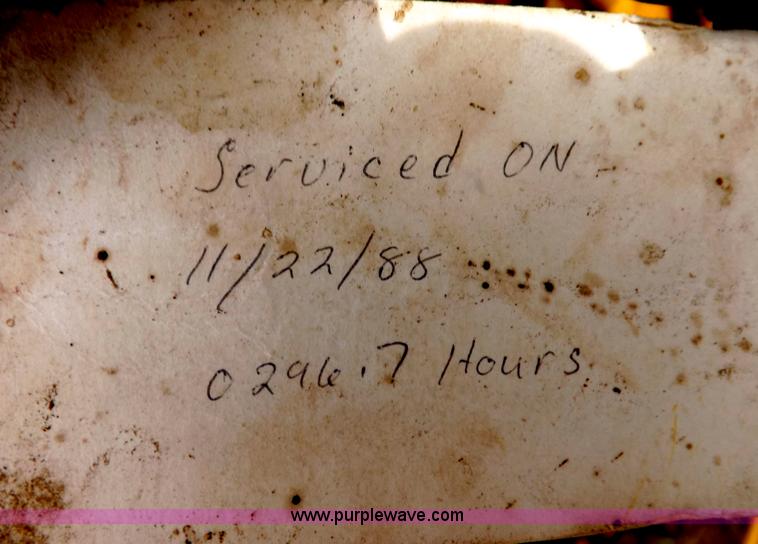 Serviced ON
11/22/88
0296.7 Hours
www.purplewave.com